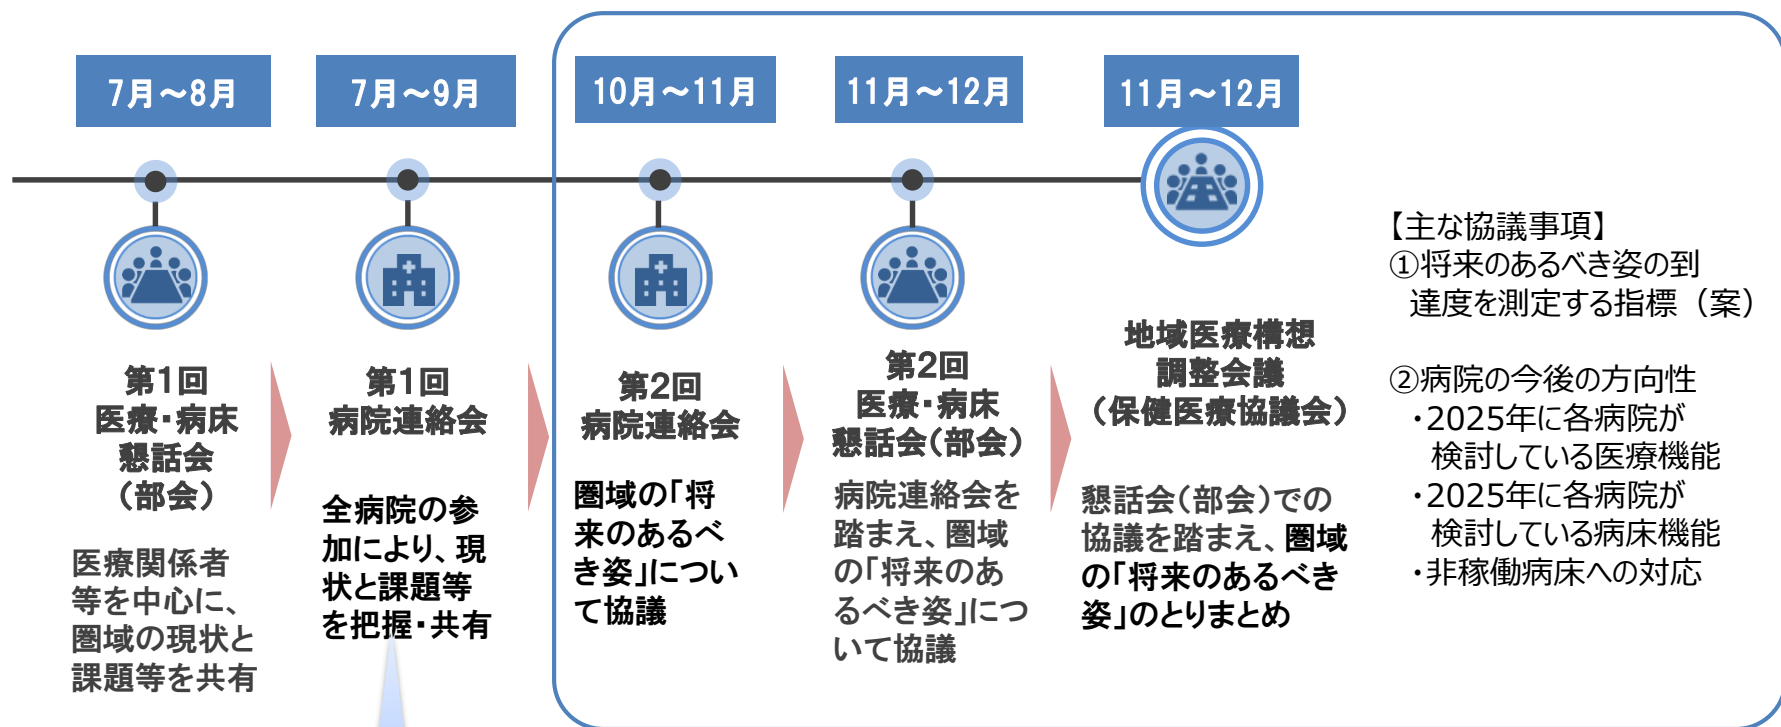 7月～8月
第1回
医療・病床
懇話会
（部会）
医療関係者
等を中心に、
圏域の現状と
課題等を共有
7月～9月
第1回
病院連絡会
全病院の参
加により、現
状と課題等
を把握・共有
10月～11月
第2回
病院連絡会
圏域の「将
来のあるべ
き姿」につい
て協議
11月～12月
第2回
医療・病床
懇話会（部会）
病院連絡会を
踏まえ、圏域
の「将来のあ
るべき姿」につ
いて協議
11月～12月
地域医療構想
調整会議
（保健医療協議会）
懇話会（部会）での
協議を踏まえ、圏域
の「将来のあるべき
姿」のとりまとめ
【主な協議事項】
①将来のあるべき姿の到
達度を測定する指標（案）
②病院の今後の方向性
・2025年に各病院が
検討している医療機能
・2025年に各病院が
検討している病床機能
・非稼働病床への対応